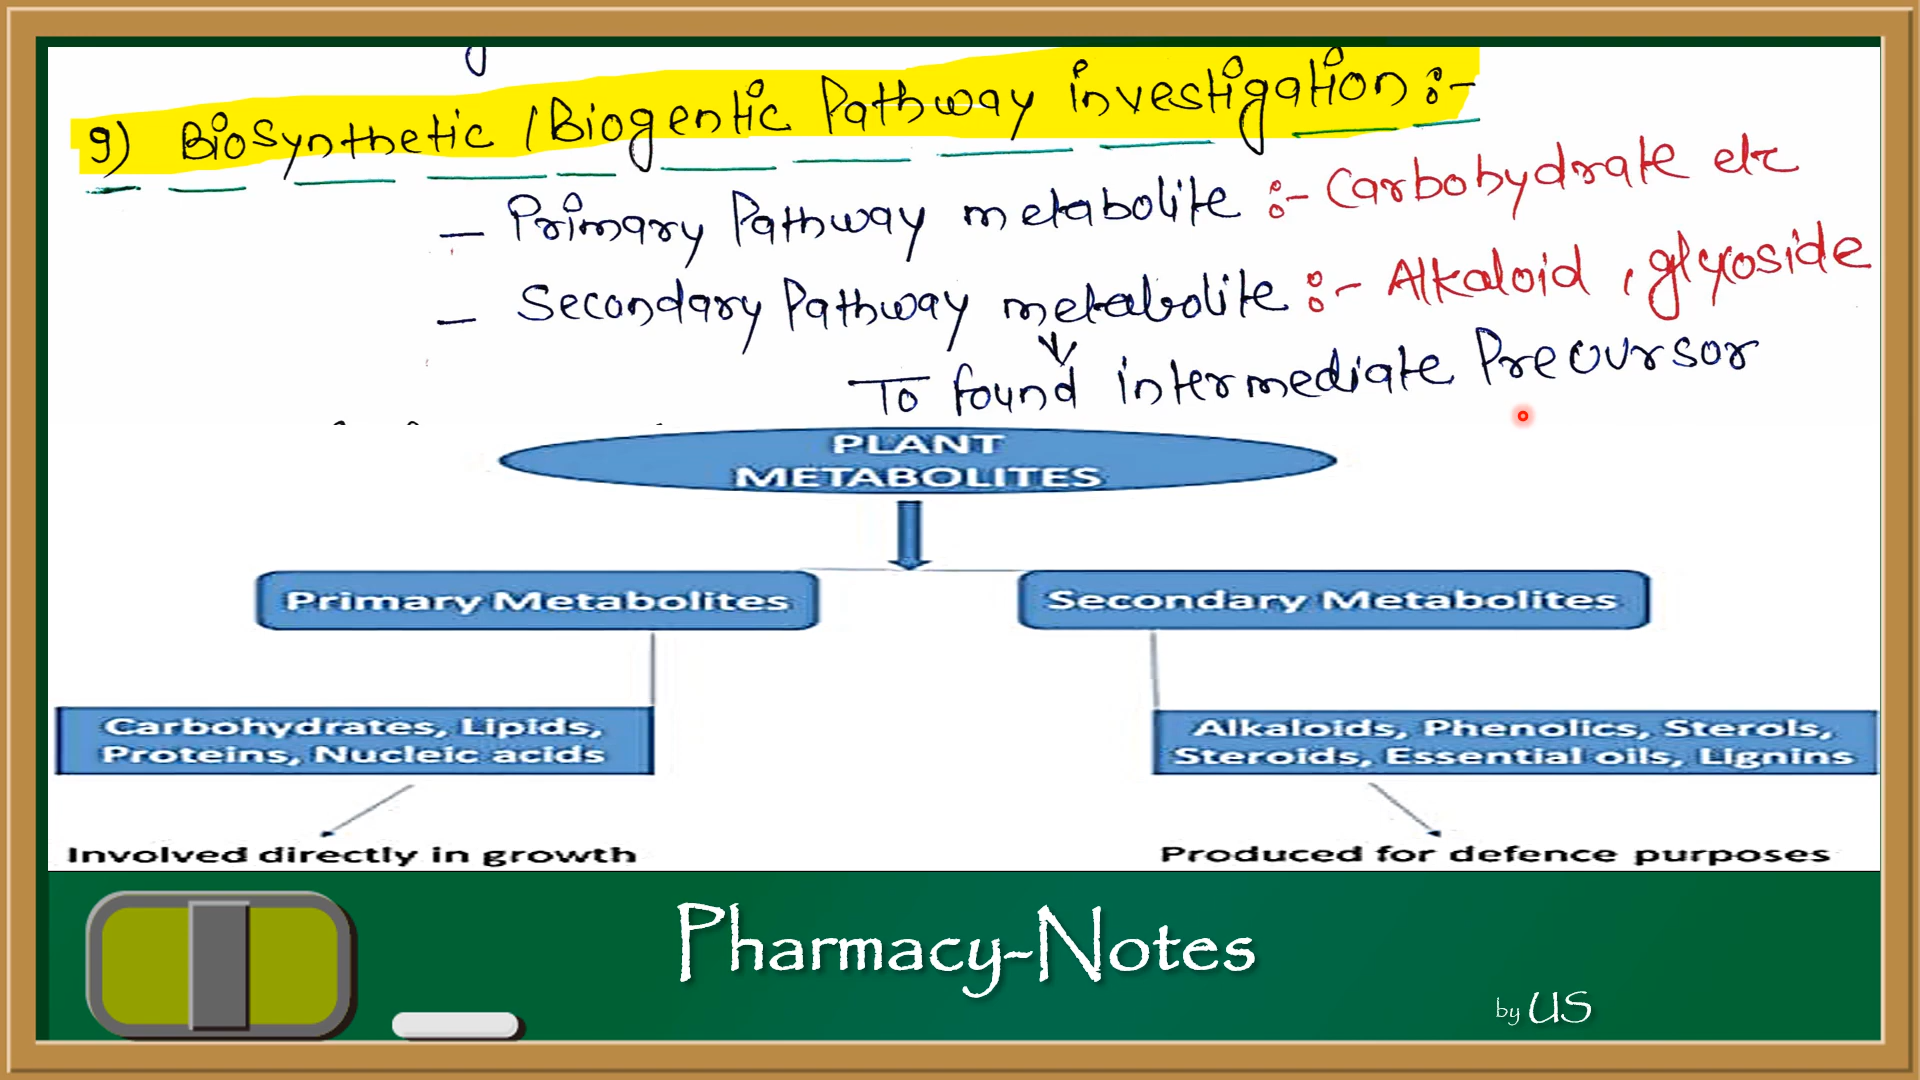 9) Biosynthetic / Biogentic Pathway investigation :-
- Primary Pathway metabolite :- Carbohydrate etc
- Secondary Pathway metabolite :- Alkaloid, glycoside
To found intermediate Precursor
PLANT
METABOLITES
Primary Metabolites
Secondary Metabolites
Carbohydrates, Lipids,
Proteins, Nucleic acids
Alkaloids, Phenolics, Sterols,
Steroids, Essential oils, Lignins
Involved directly in growth
Produced for defence purposes
Pharmacy-Notes
by US